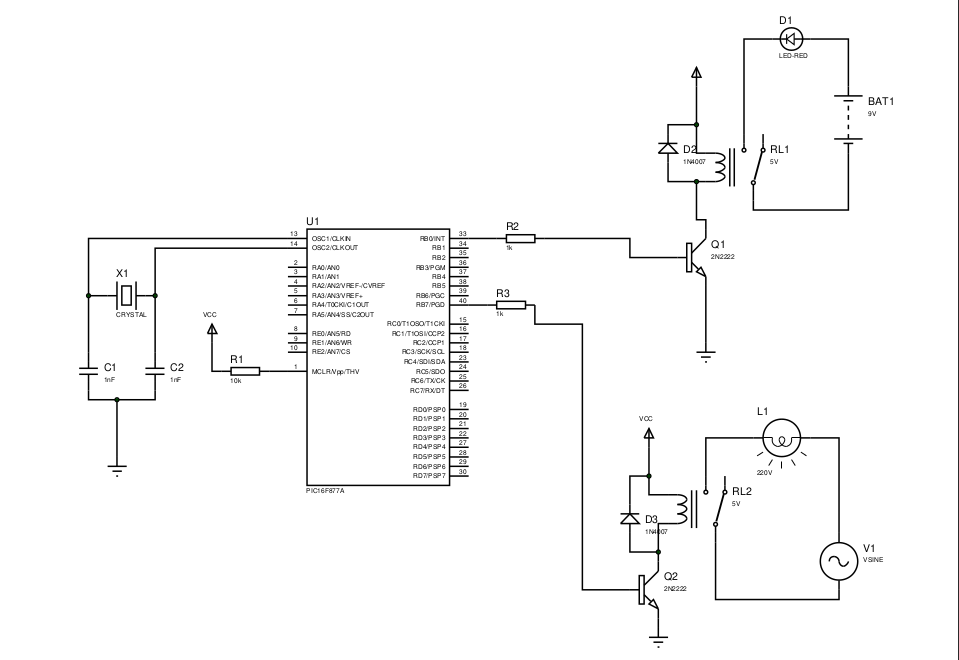 D1
LED-RED
BAT1
9V
D2
1N4007
RL1
5V
Q1
2N2222
R2
1k
U1
13
OSC1/CLKIN
14
OSC2/CLKOUT
2
RA0/AN0
3
RA1/AN1
4
RA2/AN2/VREF-/CVREF
5
RA3/AN3/VREF+
6
RA4/T0CKI/C1OUT
7
RA5/AN4/SS/C2OUT
8
RE0/AN5/RD
9
RE1/AN6/WR
10
RE2/AN7/CS
1
MCLR/Vpp/THV
RB0/INT
33
RB1
34
RB2
35
RB3/PGM
36
RB4
37
RB5
38
RB6/PGC
39
RB7/PGD
40
RC0/T1OSO/T1CKI
15
RC1/T1OSI/CCP2
16
RC2/CCP1
17
RC3/SCK/SCL
18
RC4/SDI/SDA
23
RC5/SDO
24
RC6/TX/CK
25
RC7/RX/DT
26
RD0/PSP0
19
RD1/PSP1
20
RD2/PSP2
21
RD3/PSP3
22
RD4/PSP4
27
RD5/PSP5
28
RD6/PSP6
29
RD7/PSP7
30
PIC16F877A
X1
CRYSTAL
C1
1nF
C2
1nF
VCC
R1
10k
R3
1k
VCC
L1
220V
D3
1N4007
RL2
5V
V1
VSINE
Q2
2N2222